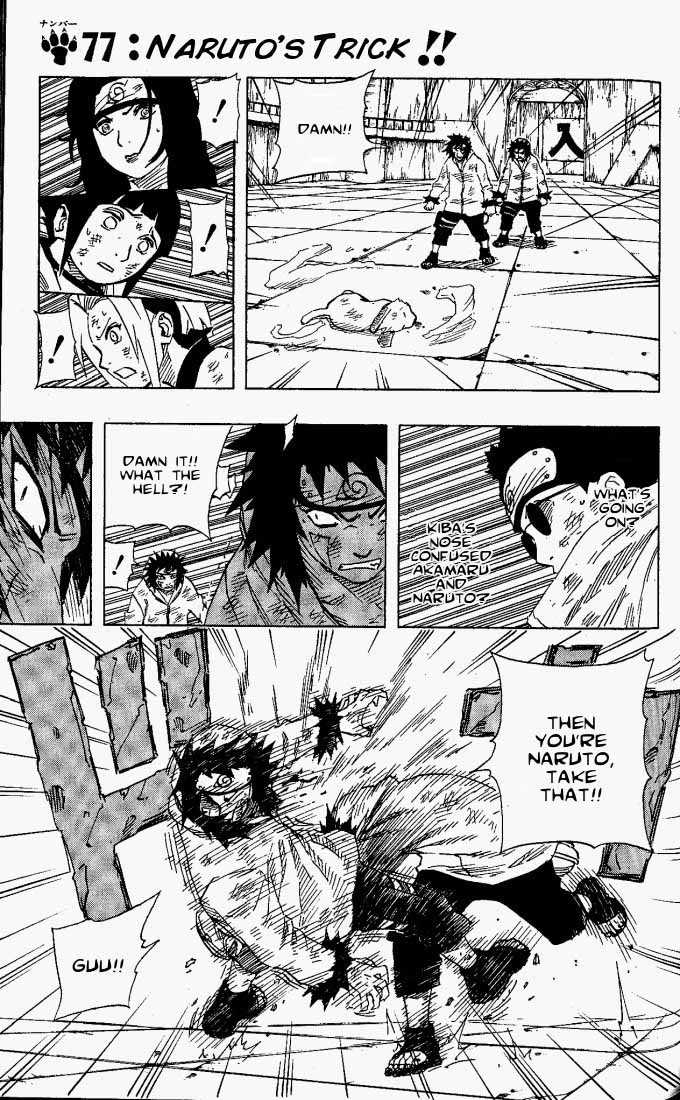 ナンバー
77: NARUTO'S TRICK!!
DAMN!!
!
!
!
入
WHAT'S
GOING
ON?
KIBA'S
NOSE
CONFUSED
AKAMARU
AND
NARUTO?
DAMN IT!!
WHAT THE
HELL?!
!
THEN
YOU'RE
NARUTO,
TAKE
THAT!!
GUU!!